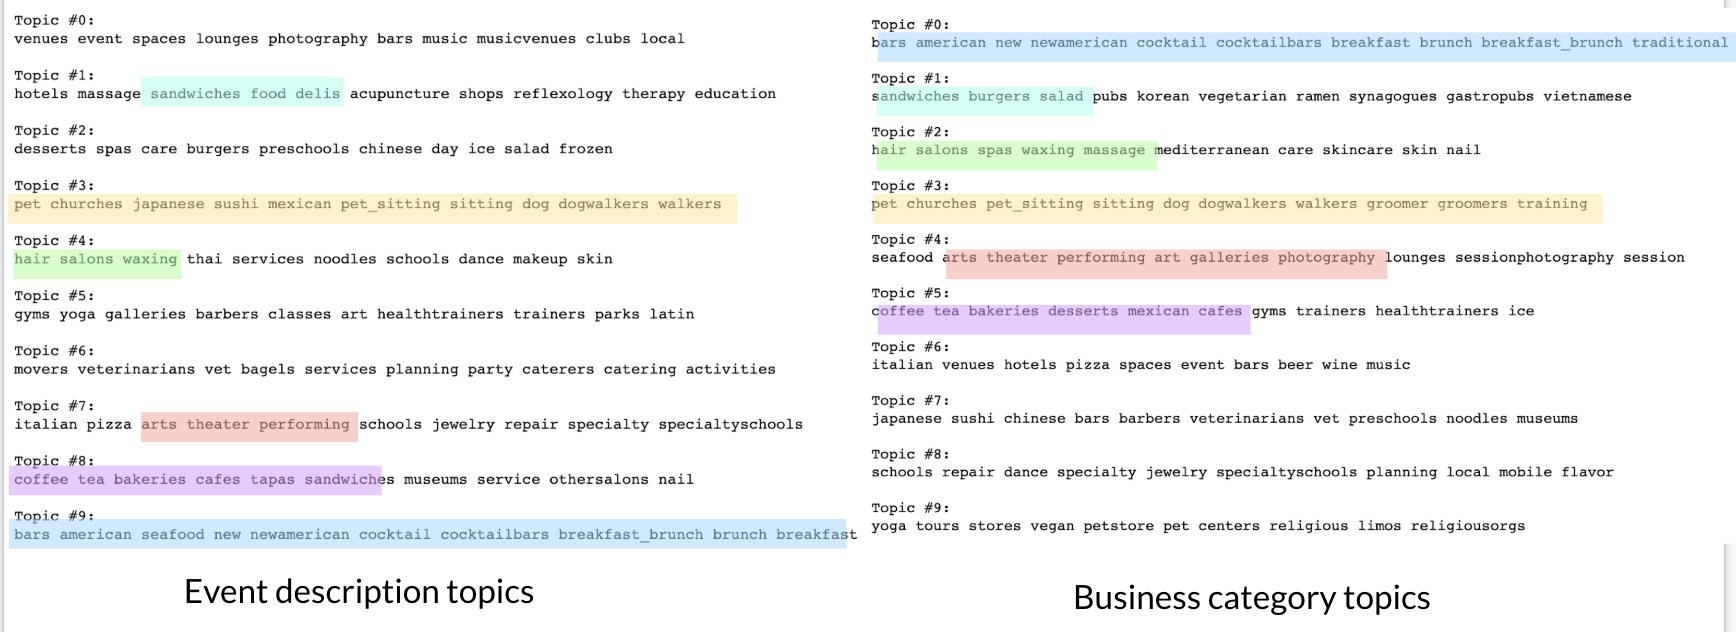 Topic #0:
venues event spaces lounges photography bars music musicvenues clubs local
Topic #1:
hotels massage sandwiches food delis acupuncture shops reflexology therapy education
Topic #2:
desserts spas care burgers preschools chinese day ice salad frozen
Topic #3:
pet churches japanese sushi mexican pet_sitting sitting dog dogwalkers walkers
Topic #4:
hair salons waxing thai services noodles schools dance makeup skin
Topic #5:
gyms yoga galleries barbers classes art healthtrainers trainers parks latin
Topic #6:
movers veterinarians vet bagels services planning party caterers catering activities
Topic #7:
italian pizza arts theater performing schools jewelry repair specialty specialtyschools
Topic #8:
coffee tea bakeries cafes tapas sandwiches museums service othersalons nail
Topic #9:
bars american seafood new newamerican cocktail cocktailbars breakfast_brunch brunch breakfast
Event description topics
Topic #0:
bars american new newamerican cocktail cocktailbars breakfast brunch breakfast_brunch traditional
Topic #1:
sandwiches burgers salad pubs korean vegetarian ramen synagogues gastropubs vietnamese
Topic #2:
hair salons spas waxing massage mediterranean care skincare skin nail
Topic #3:
pet churches pet_sitting sitting dog dogwalkers walkers groomer groomers training
Topic #4:
seafood arts theater performing art galleries photography lounges sessionphotography session
Topic #5:
coffee tea bakeries desserts mexican cafes gyms trainers healthtrainers ice
Topic #6:
italian venues hotels pizza spaces event bars beer wine music
Topic #7:
japanese sushi chinese bars barbers veterinarians vet preschools noodles museums
Topic #8:
schools repair dance specialty jewelry specialtyschools planning local mobile flavor
Topic #9:
yoga tours stores vegan petstore pet centers religious limos religiousorgs
Business category topics